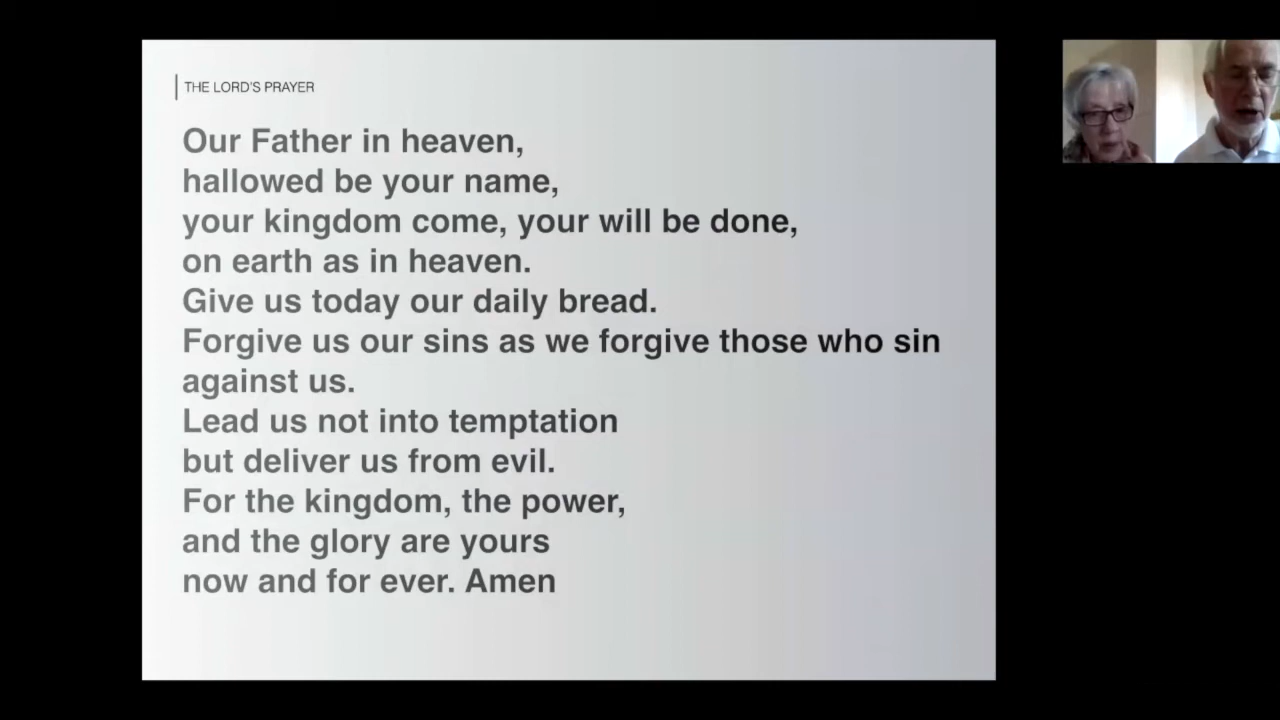 THE LORD'S PRAYER
Our Father in heaven,
hallowed be your name,
your kingdom come, your will be done,
on earth as in heaven.
Give us today our daily bread.
Forgive us our sins as we forgive those who sin
against us.
Lead us not into temptation
but deliver us from evil.
For the kingdom, the power,
and the glory are yours
now and for ever. Amen